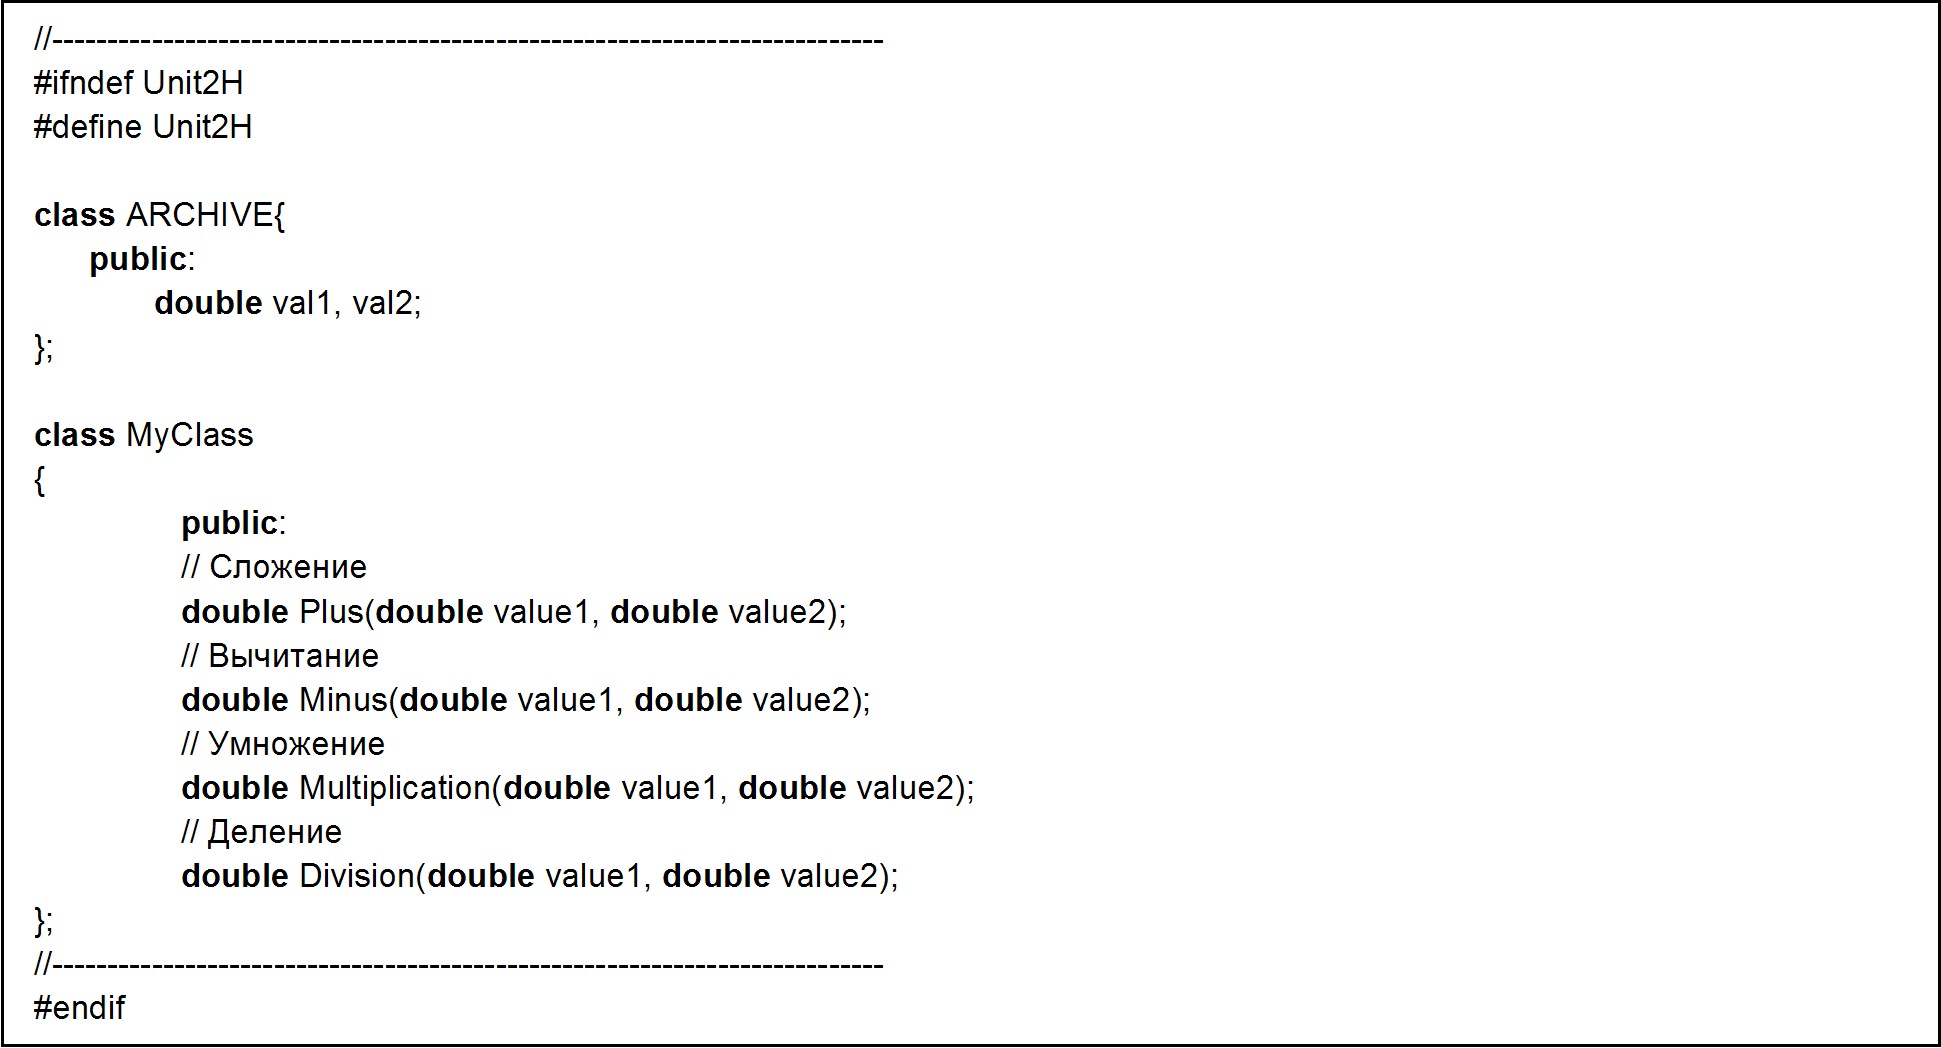 //---------------------------------------------------------------------------
#ifndef Unit2H
#define Unit2H
class ARCHIVE{
public:
double val1, val2;
};
class MyClass
{
public:
// Сложение
double Plus(double value1, double value2);
// Вычитание
double Minus(double value1, double value2);
// Умножение
double Multiplication(double value1, double value2);
// Деление
double Division(double value1, double value2);
};
//---------------------------------------------------------------------------
#endif